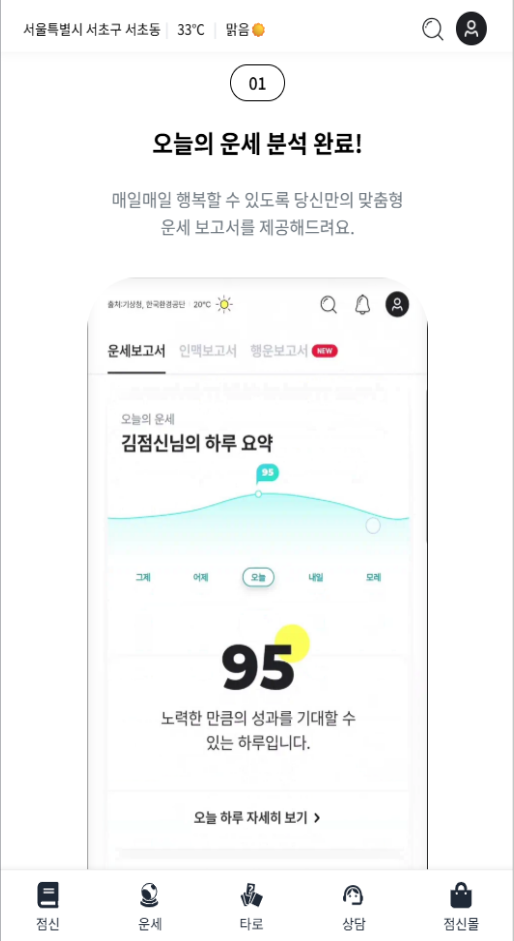 서울특별시 서초구 서초동 33℃ 맑음
01
오늘의 운세 분석 완료!
매일매일 행복할 수 있도록 당신만의 맞춤형
운세 보고서를 제공해드려요.
출처:기상청, 한국환경공단 20℃
운세보고서 인맥보고서 행운보고서 NEW
오늘의 운세
김점신님의 하루 요약
95
그제 어제 오늘 내일 모레
95
노력한 만큼의 성과를 기대할 수
있는 하루입니다.
오늘 하루 자세히 보기 >
점신 운세 타로 상담 점신몰